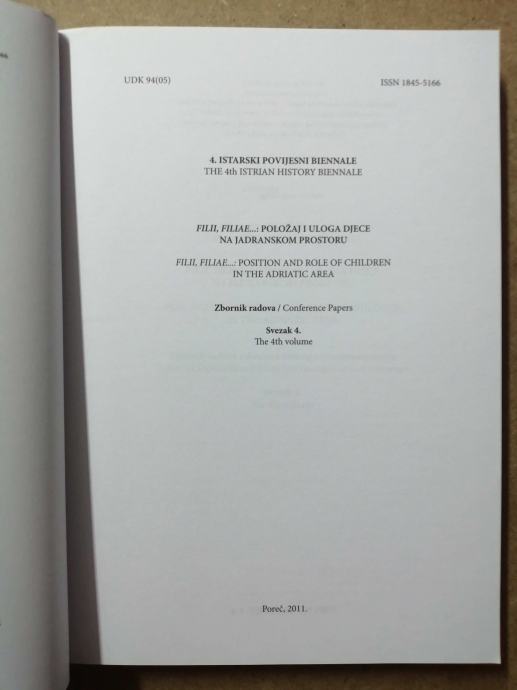 UDK 94(05)
ISSN 1845-5166
4. ISTARSKI POVIJESNI BIENNALE
THE 4th ISTRIAN HISTORY BIENNALE
FILII, FILIAE...: POLOŽAJ I ULOGA DJECE
NA JADRANSKOM PROSTORU
FILII, FILIAE...: POSITION AND ROLE OF CHILDREN
IN THE ADRIATIC AREA
Zbornik radova / Conference Papers
Svezak 4.
The 4th volume
Poreč, 2011.